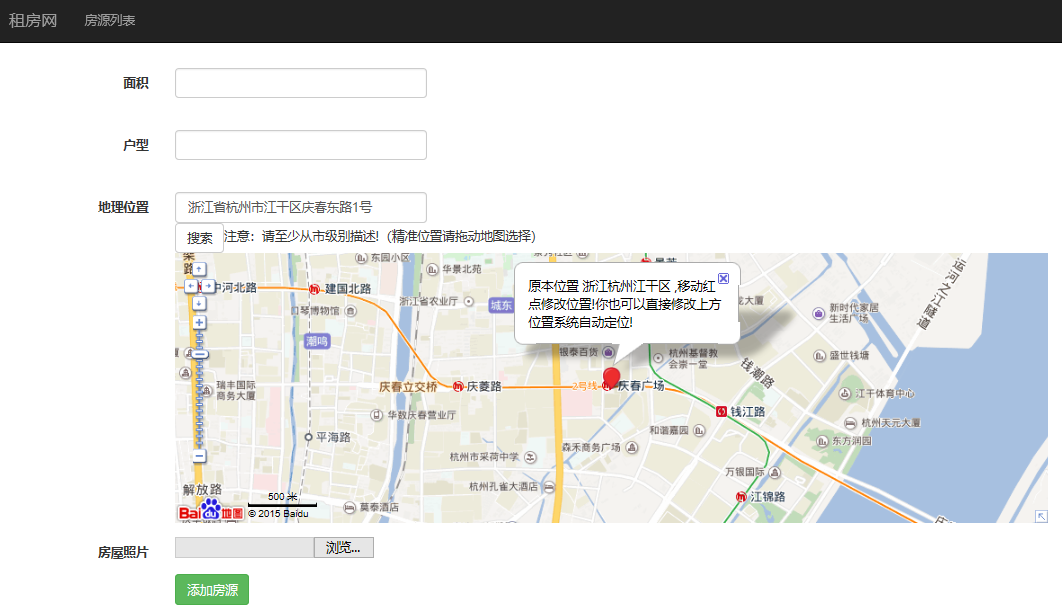 租房网
房源列表
面积
户型
地理位置
浙江省杭州市江干区庆春东路1号
搜索
注意：请至少从市级别描述!（精准位置请拖动地图选择）
东园小区
华景北苑
中河北路
建国北路
浙江省农业厅
城东
原本位置 浙江杭州江干区 ,移动红
点修改位置!你也可以直接修改上方
位置系统自动定位!
龙大厦
运河之江隧道
新时代家居
生活广场
潮鸣
银泰百货
杭州基督教
会崇一堂
钱潮路
盛世钱塘
瑞丰国际
商务大厦
庆春立交桥
庆菱路
2号线
庆春广场
江干体育中心
华数庆春营业厅
钱江路
杭州天元大厦
平海路
和谐嘉园
东方润园
森禾商务广场
杭州市采荷中学
万银国际
解放路
杭州孔雀大酒店
江锦路
500 米
莫泰酒店
Bai 地图
© 2015 Baidu
房屋照片
浏览...
添加房源